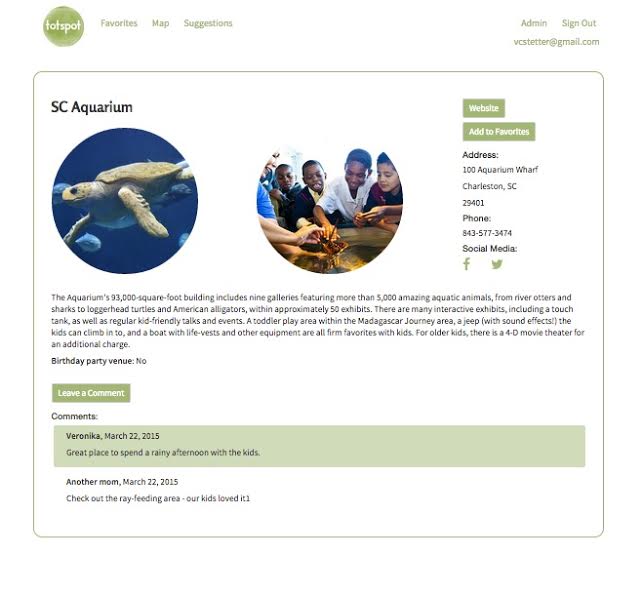 totspot
Favorites Map Suggestions
Admin Sign Out
vcstetter@gmail.com
SC Aquarium
Website
Add to Favorites
Address:
100 Aquarium Wharf
Charleston, SC
29401
Phone:
843-577-3474
Social Media:
The Aquarium's 93,000-square-foot building includes nine galleries featuring more than 5,000 amazing aquatic animals, from river otters and
sharks to loggerhead turtles and American alligators, within approximately 50 exhibits. There are many interactive exhibits, including a touch
tank, as well as regular kid-friendly talks and events. A toddler play area within the Madagascar Journey area, a jeep (with sound effects!) the
kids can climb in to, and a boat with life-vests and other equipment are all firm favorites with kids. For older kids, there is a 4-D movie theater for
an additional charge.
Birthday party venue: No
Leave a Comment
Comments:
Veronika, March 22, 2015
Great place to spend a rainy afternoon with the kids.
Another mom, March 22, 2015
Check out the ray-feeding area - our kids loved it1